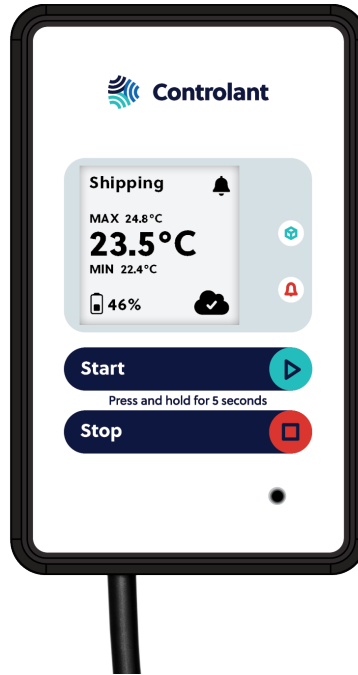 Controlant
Shipping
MAX 24.8°C
23.5°C
MIN 22.4°C
46%
Start
Press and hold for 5 seconds
Stop